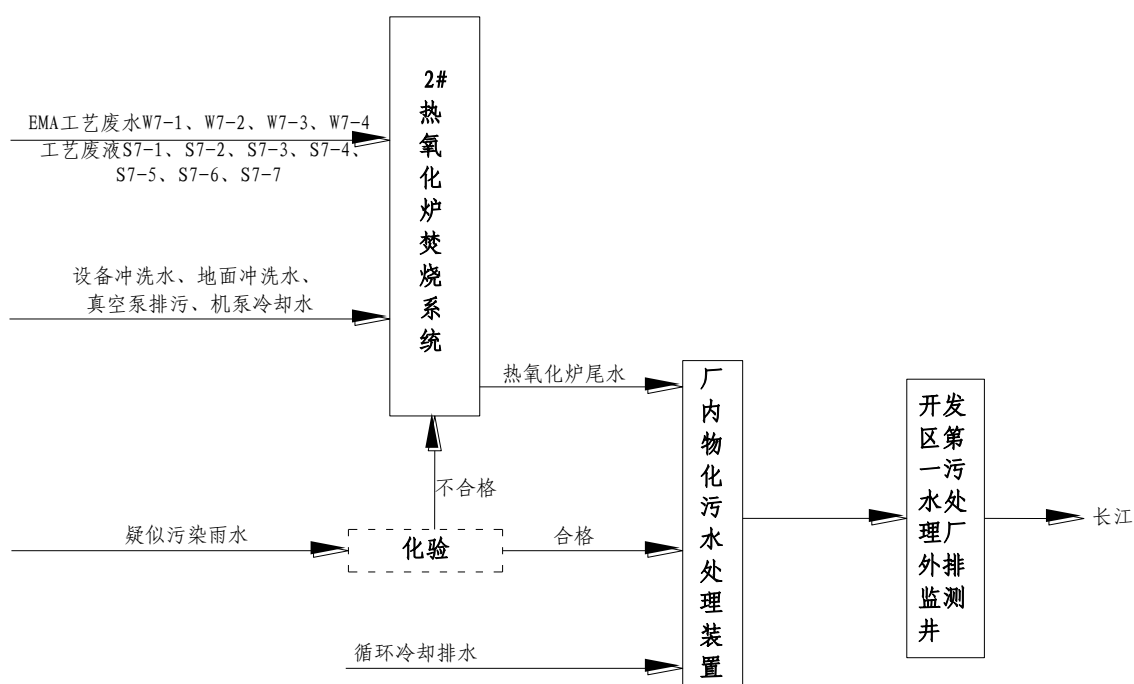 2#
热
氧
化
炉
焚
烧
系
统
EMA工艺废水W7-1、W7-2、W7-3、W7-4
工艺废液S7-1、S7-2、S7-3、S7-4、
S7-5、S7-6、S7-7
设备冲洗水、地面冲洗水、
真空泵排污、机泵冷却水
热氧化炉尾水
厂
内
物
化
污
水
处
理
装
置
开发
区第
一污
水处
理厂
外排
监测
井
长江
不合格
疑似污染雨水
化验
合格
循环冷却排水